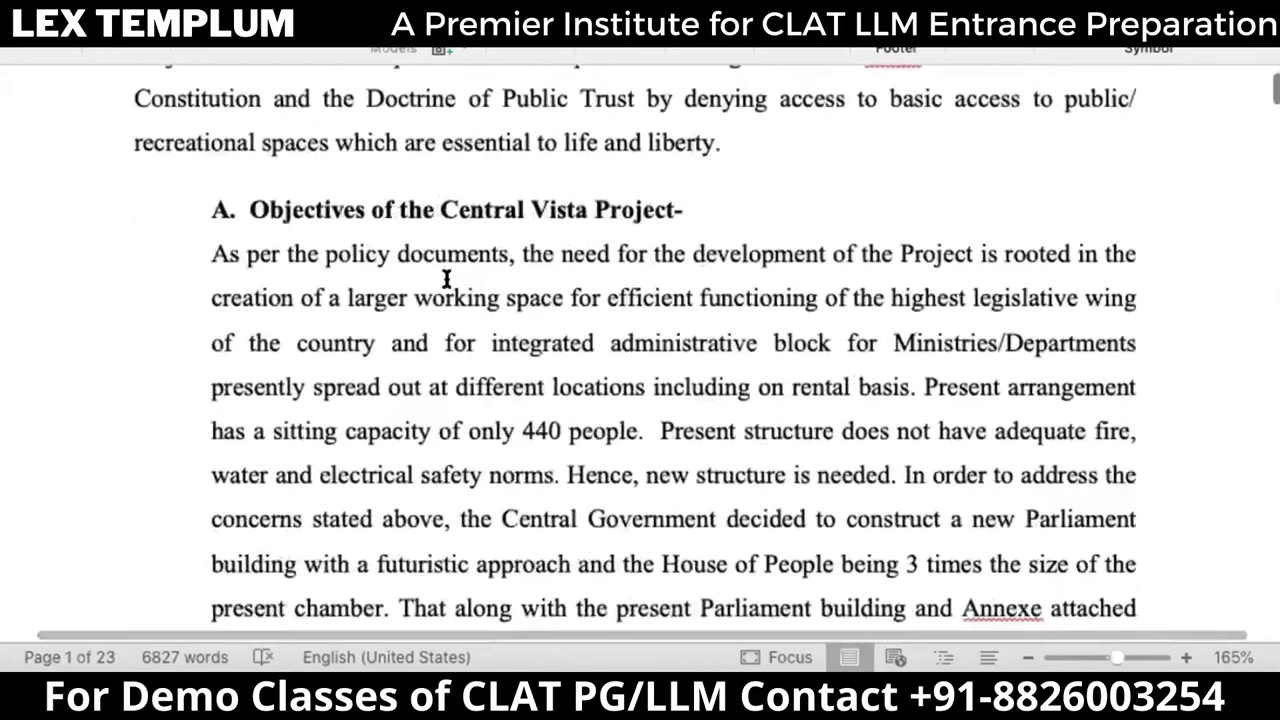 LEX TEMPLUM A Premier Institute for CLAT LLM Entrance Preparation
Footer Symbol
Constitution and the Doctrine of Public Trust by denying access to basic access to public/
recreational spaces which are essential to life and liberty.
A. Objectives of the Central Vista Project-
As per the policy documents, the need for the development of the Project is rooted in the
creation of a larger working space for efficient functioning of the highest legislative wing
of the country and for integrated administrative block for Ministries/Departments
presently spread out at different locations including on rental basis. Present arrangement
has a sitting capacity of only 440 people. Present structure does not have adequate fire,
water and electrical safety norms. Hence, new structure is needed. In order to address the
concerns stated above, the Central Government decided to construct a new Parliament
building with a futuristic approach and the House of People being 3 times the size of the
present chamber. That along with the present Parliament building and Annexe attached
Page 1 of 23 6827 words English (United States) Focus 165%
For Demo Classes of CLAT PG/LLM Contact +91-8826003254